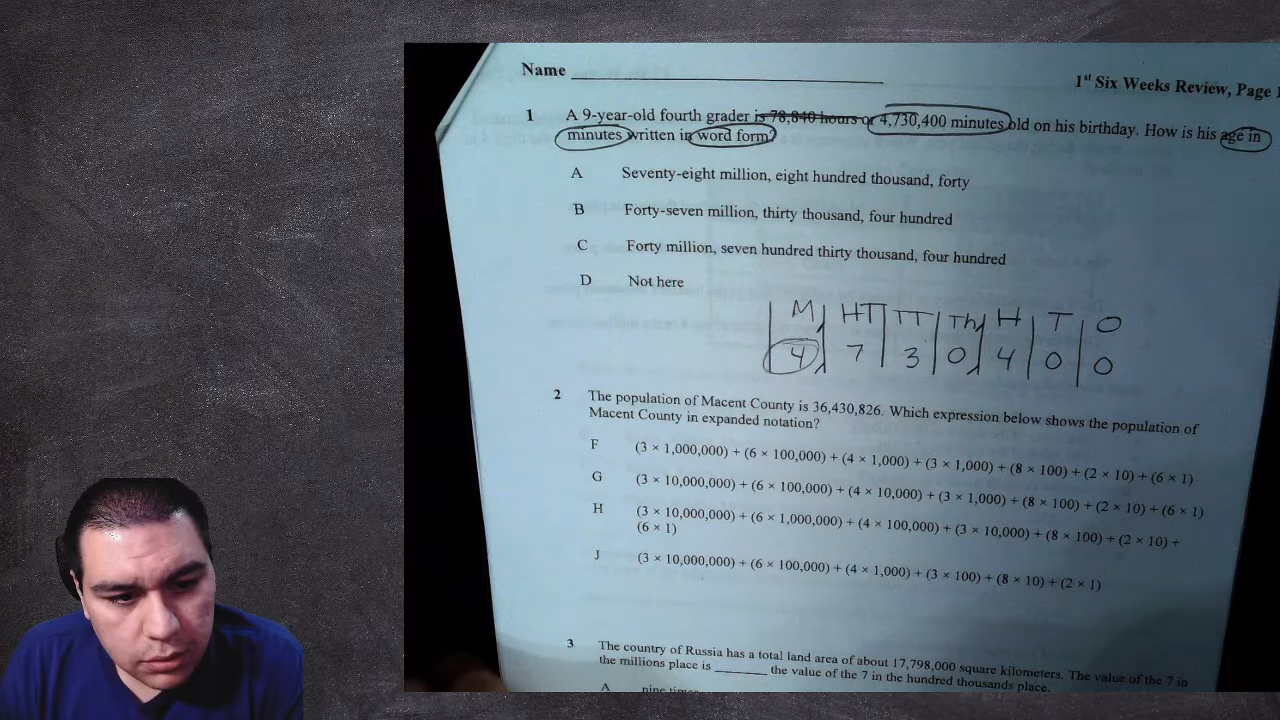 Name
1st Six Weeks Review, Page
1 A 9-year-old fourth grader is 78,840 hours or 4,730,400 minutes old on his birthday. How is his age in
minutes written in word form?
A Seventy-eight million, eight hundred thousand, forty
B Forty-seven million, thirty thousand, four hundred
C Forty million, seven hundred thirty thousand, four hundred
D Not here
M, HT TT Th, H T O
4, 7 3 0, 4 0 0
2 The population of Macent County is 36,430,826. Which expression below shows the population of
Macent County in expanded notation?
F (3 × 1,000,000) + (6 × 100,000) + (4 × 1,000) + (3 × 1,000) + (8 × 100) + (2 × 10) + (6 × 1)
G (3 × 10,000,000) + (6 × 100,000) + (4 × 10,000) + (3 × 1,000) + (8 × 100) + (2 × 10) + (6 × 1)
H (3 × 10,000,000) + (6 × 1,000,000) + (4 × 100,000) + (3 × 10,000) + (8 × 100) + (2 × 10) +
(6 × 1)
J (3 × 10,000,000) + (6 × 100,000) + (4 × 1,000) + (3 × 100) + (8 × 10) + (2 × 1)
3 The country of Russia has a total land area of about 17,798,000 square kilometers. The value of the 7 in
the millions place is ______ the value of the 7 in the hundred thousands place.
A nine times